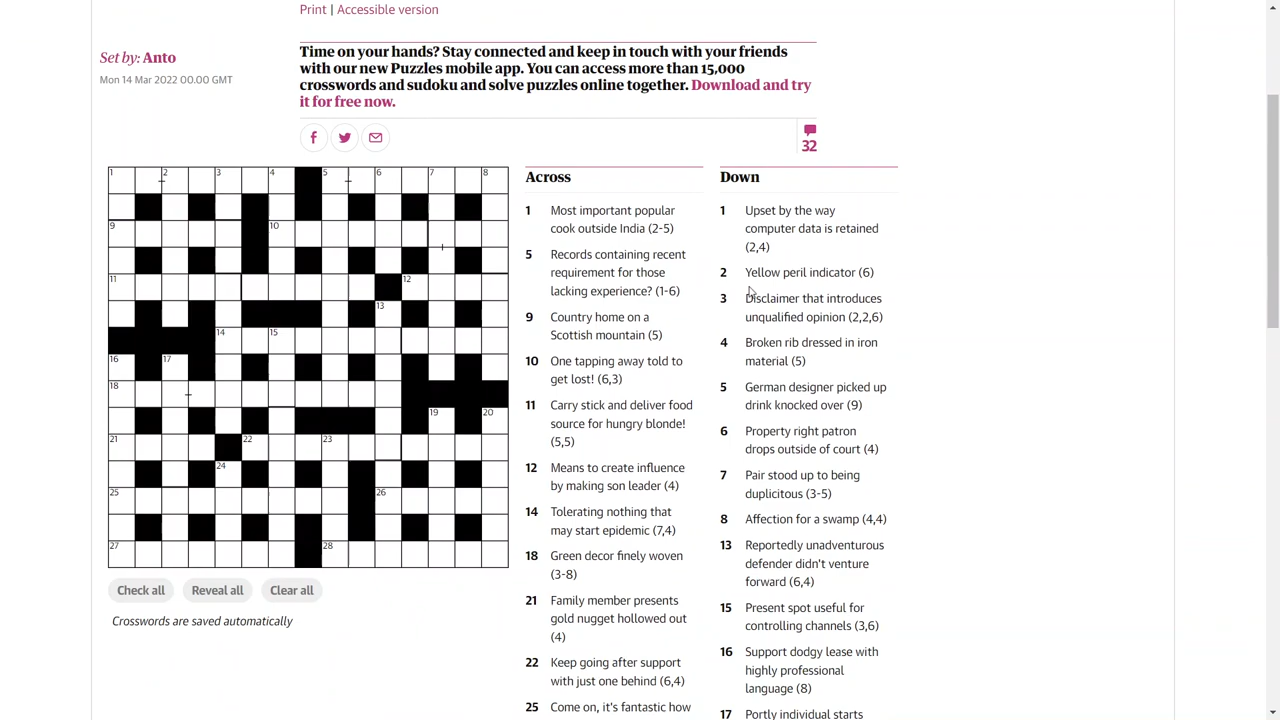 Print | Accessible version
Set by: Anto
Mon 14 Mar 2022 00.00 GMT
Time on your hands? Stay connected and keep in touch with your friends
with our new Puzzles mobile app. You can access more than 15,000
crosswords and sudoku and solve puzzles online together. Download and try
it for free now.
32
1 2 3 4 5 6 7 8
9 10
11 12
13
14 15
16 17
18
19 20
21 22 23
24
25 26
27 28
Check all Reveal all Clear all
Crosswords are saved automatically
Across
1 Most important popular
cook outside India (2-5)
5 Records containing recent
requirement for those
lacking experience? (1-6)
9 Country home on a
Scottish mountain (5)
10 One tapping away told to
get lost! (6,3)
11 Carry stick and deliver food
source for hungry blonde!
(5,5)
12 Means to create influence
by making son leader (4)
14 Tolerating nothing that
may start epidemic (7,4)
18 Green decor finely woven
(3-8)
21 Family member presents
gold nugget hollowed out
(4)
22 Keep going after support
with just one behind (6,4)
25 Come on, it's fantastic how
Down
1 Upset by the way
computer data is retained
(2,4)
2 Yellow peril indicator (6)
3 Disclaimer that introduces
unqualified opinion (2,2,6)
4 Broken rib dressed in iron
material (5)
5 German designer picked up
drink knocked over (9)
6 Property right patron
drops outside of court (4)
7 Pair stood up to being
duplicitous (3-5)
8 Affection for a swamp (4,4)
13 Reportedly unadventurous
defender didn't venture
forward (6,4)
15 Present spot useful for
controlling channels (3,6)
16 Support dodgy lease with
highly professional
language (8)
17 Portly individual starts